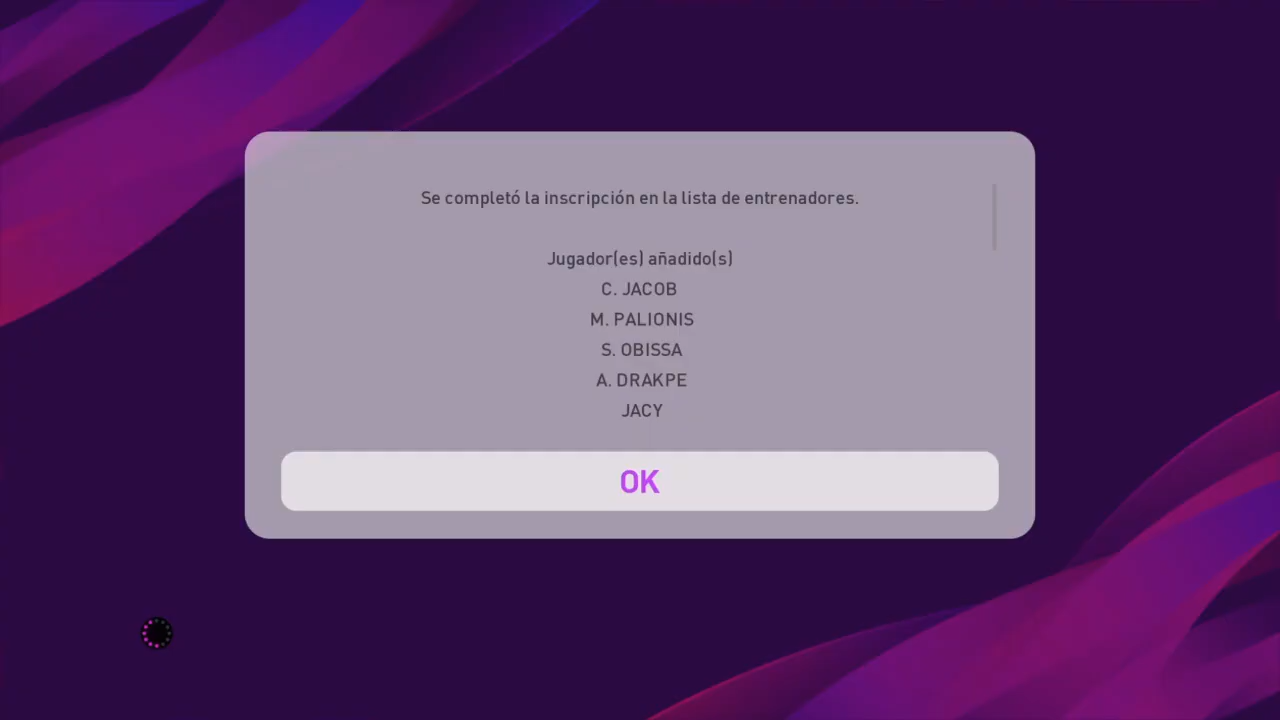 Se completó la inscripción en la lista de entrenadores.
Jugador(es) añadido(s)
C. JACOB
M. PALIONIS
S. OBISSA
A. DRAKPE
JACY
OK